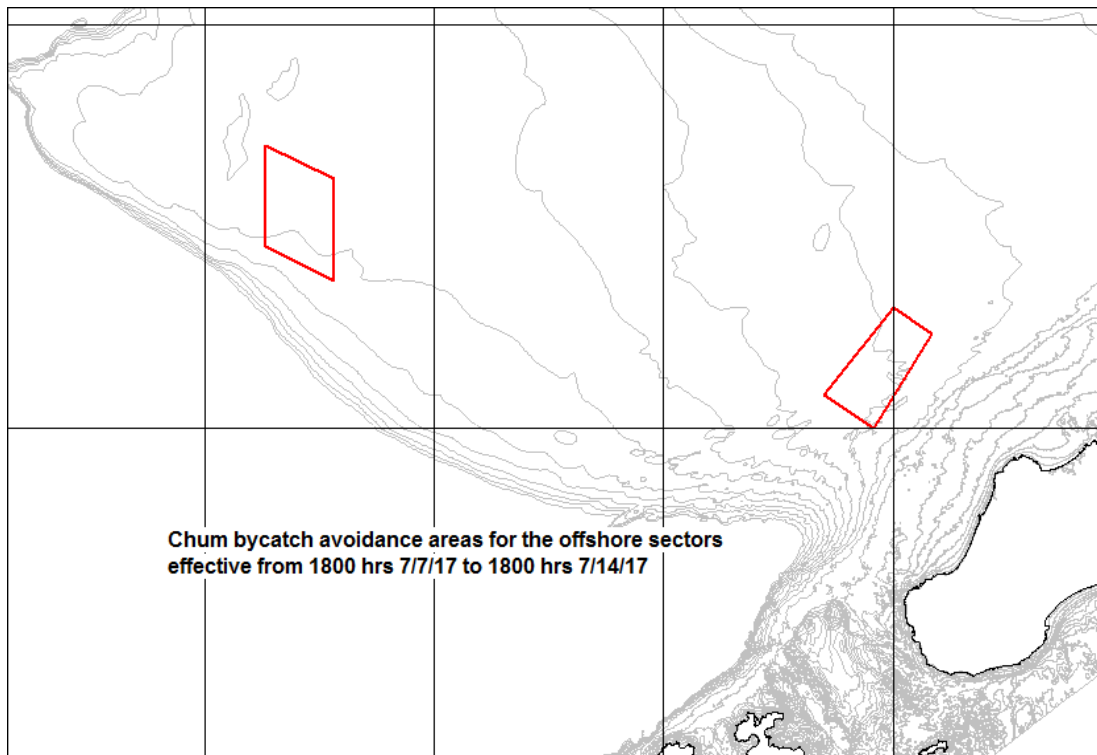 Chum bycatch avoidance areas for the offshore sectors
effective from 1800 hrs 7/7/17 to 1800 hrs 7/14/17